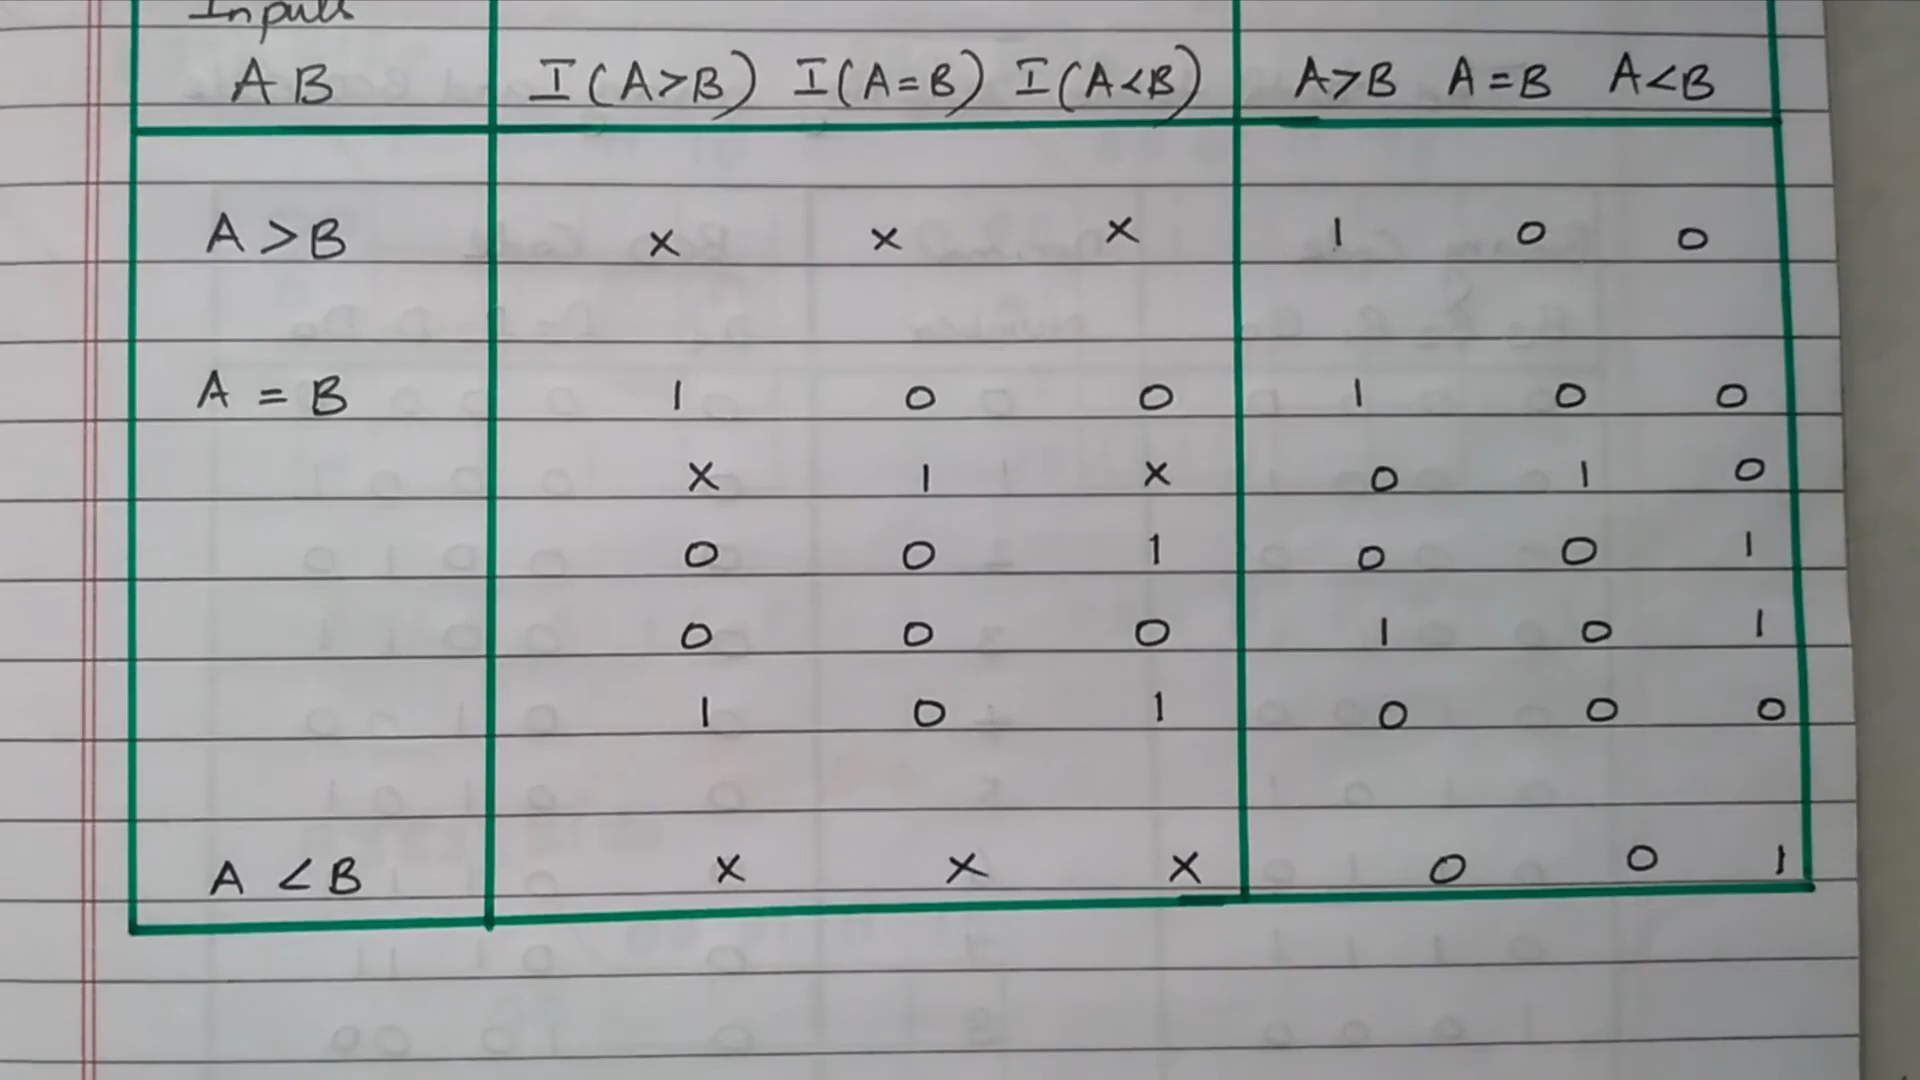 Inputs
A B I(A>B) I(A=B) I(A<B) A>B A=B A<B
A>B x x x 1 0 0
A = B 1 0 0 1 0 0
x 1 x 0 1 0
0 0 1 0 0 1
0 0 0 1 0 1
1 0 1 0 0 0
A <B x x x 0 0 1